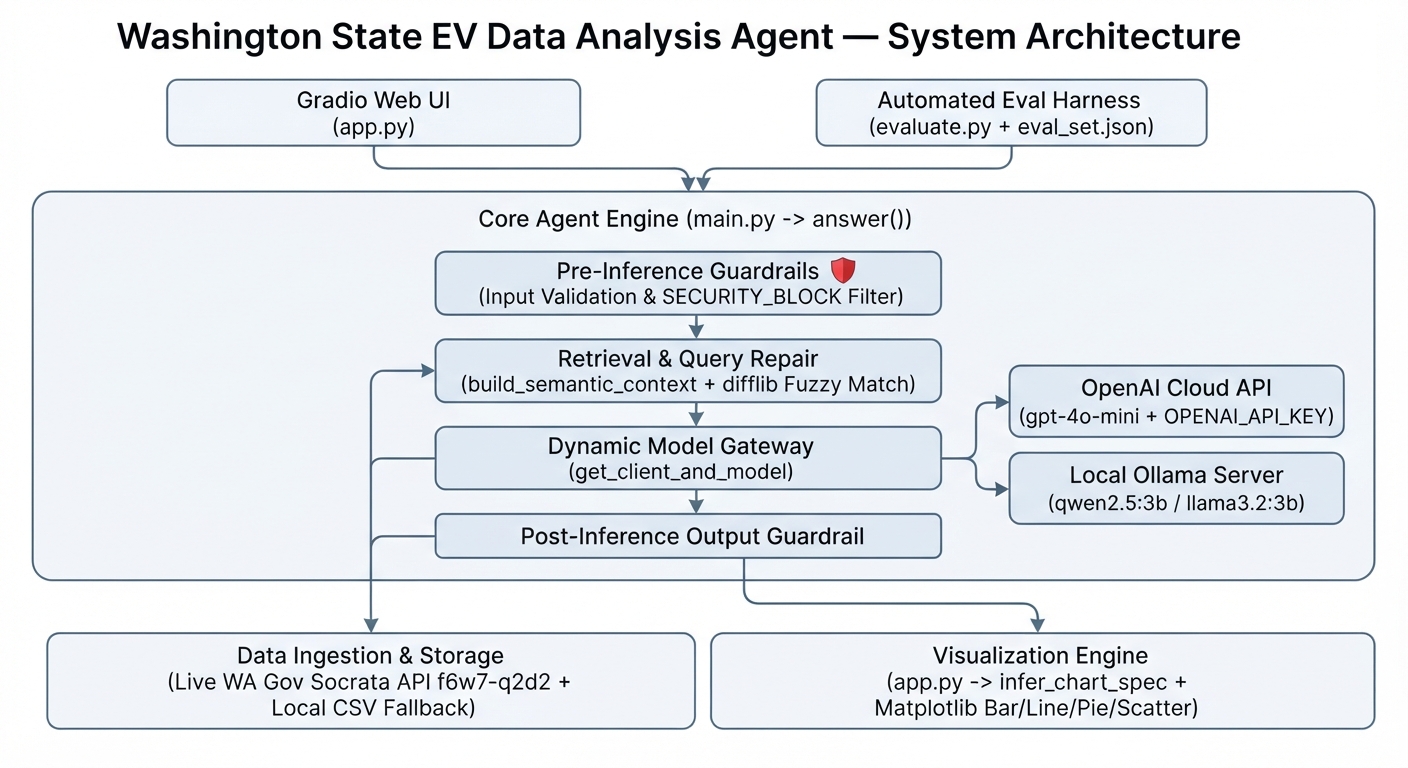 Washington State EV Data Analysis Agent — System Architecture
Gradio Web UI
(app.py)
Automated Eval Harness
(evaluate.py + eval_set.json)
Core Agent Engine (main.py -> answer())
Pre-Inference Guardrails
(Input Validation & SECURITY_BLOCK Filter)
Retrieval & Query Repair
(build_semantic_context + difflib Fuzzy Match)
Dynamic Model Gateway
(get_client_and_model)
Post-Inference Output Guardrail
OpenAI Cloud API
(gpt-4o-mini + OPENAI_API_KEY)
Local Ollama Server
(qwen2.5:3b / llama3.2:3b)
Data Ingestion & Storage
(Live WA Gov Socrata API f6w7-q2d2 +
Local CSV Fallback)
Visualization Engine
(app.py -> infer_chart_spec +
Matplotlib Bar/Line/Pie/Scatter)